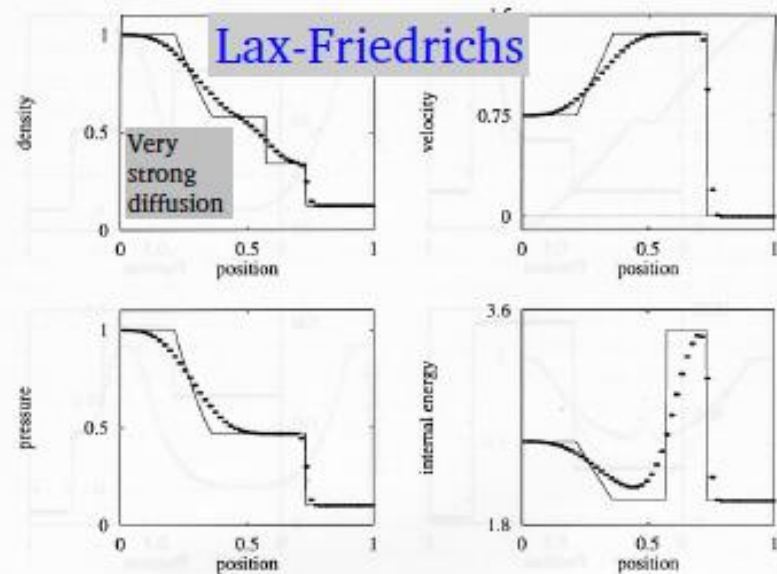 Lax-Friedrichs
density
1
0.5
0
Very
strong
diffusion
0
0.5
1
position
velocity
0.75
0
0
0.5
1
position
pressure
1
0.5
0
0
0.5
1
position
internal energy
3.6
1.8
0
0.5
1
position